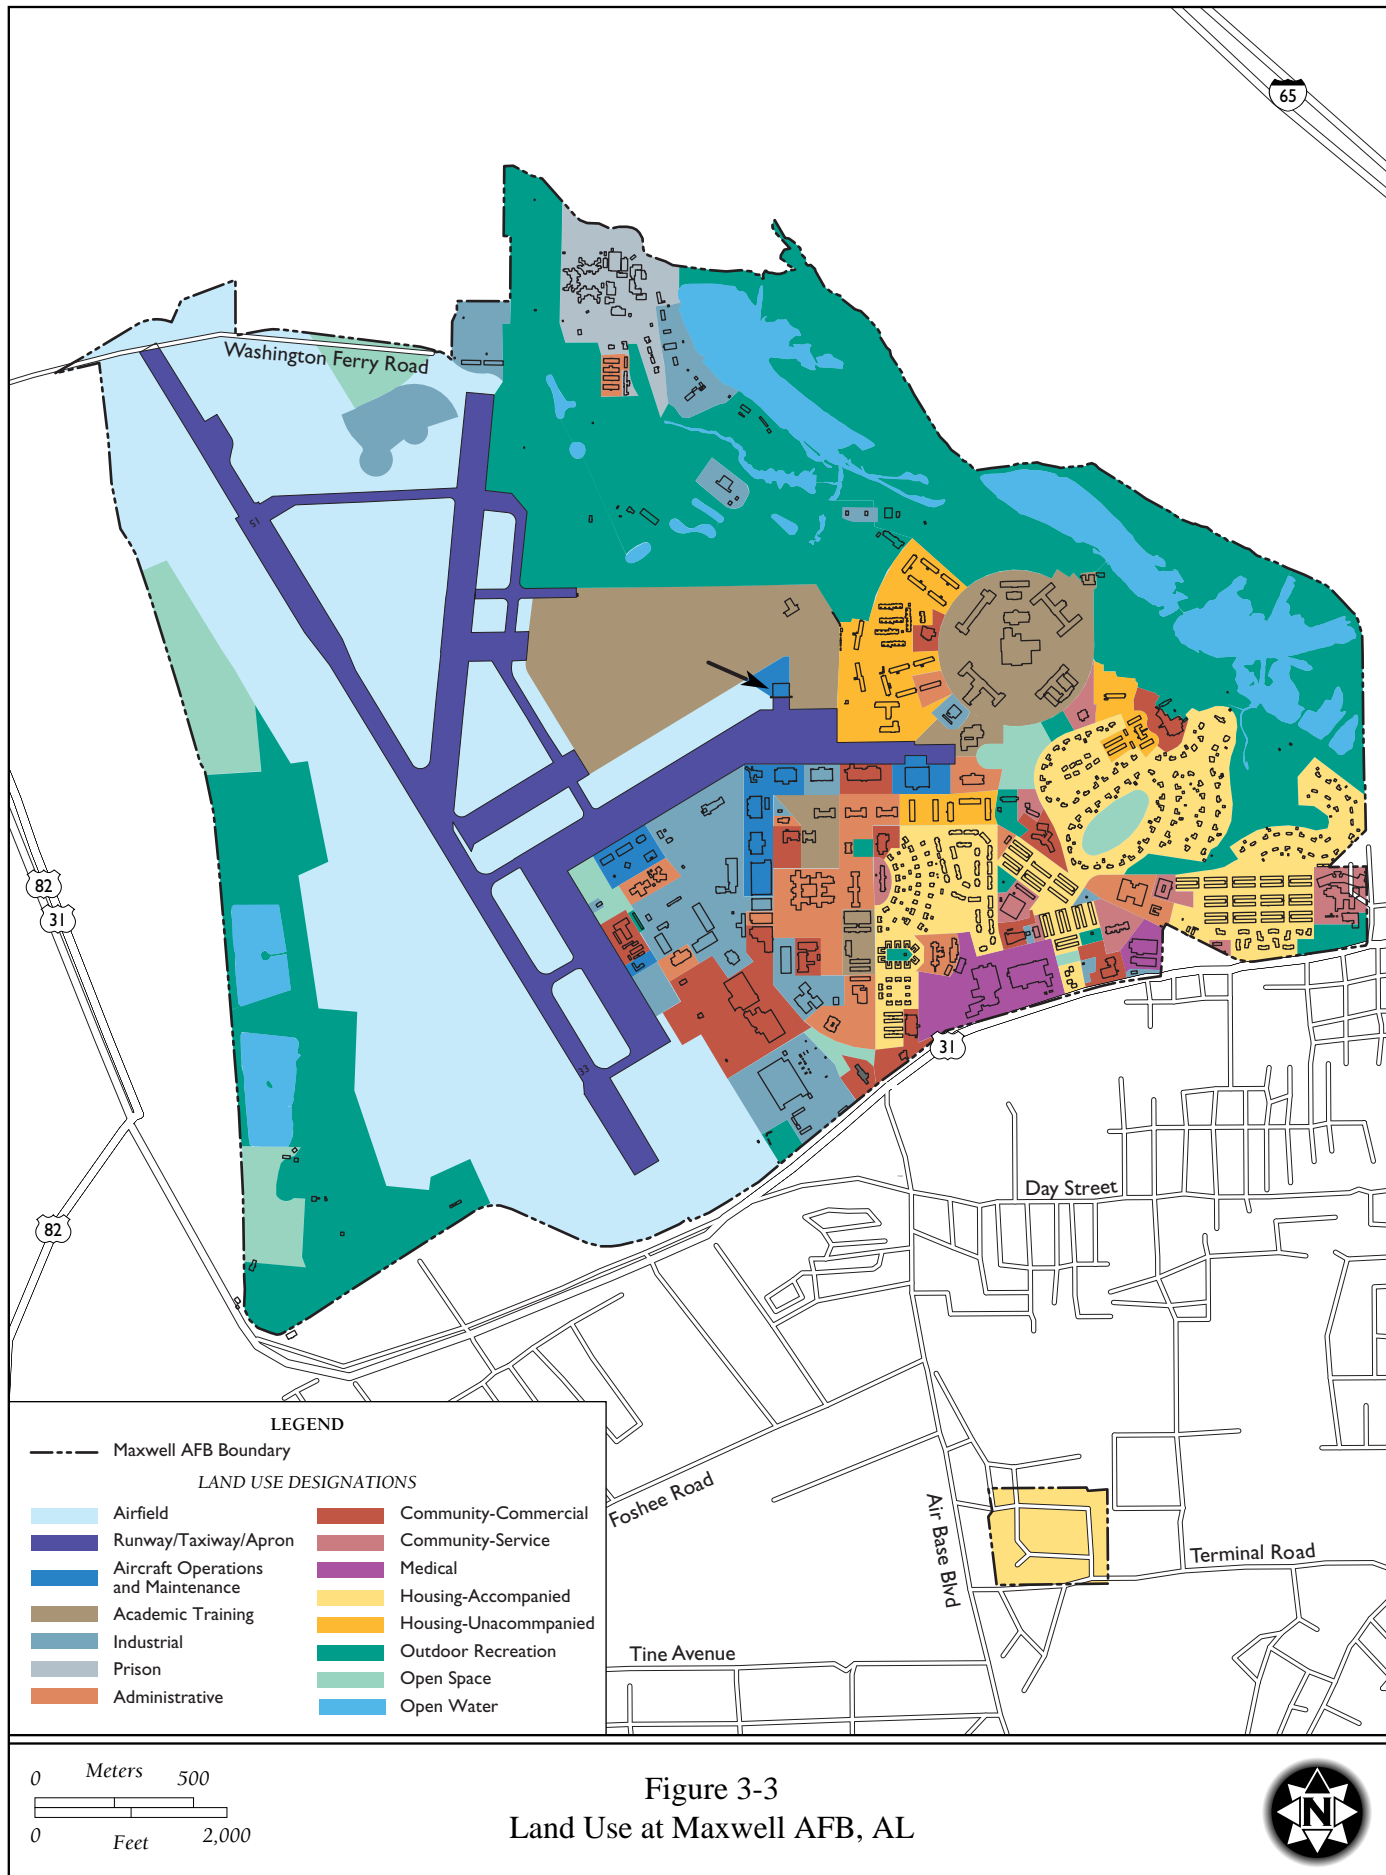 65
Washington Ferry Road
15
82
31
33
31
Day Street
82
LEGEND
Maxwell AFB Boundary
LAND USE DESIGNATIONS
Airfield
Runway/Taxiway/Apron
Aircraft Operations
and Maintenance
Academic Training
Industrial
Prison
Administrative
Community-Commercial
Community-Service
Medical
Housing-Accompanied
Housing-Unacommpanied
Outdoor Recreation
Open Space
Open Water
Foshee Road
Air Base Blvd
Terminal Road
Tine Avenue
0 Meters 500
0 Feet 2,000
Figure 3-3
Land Use at Maxwell AFB, AL
N